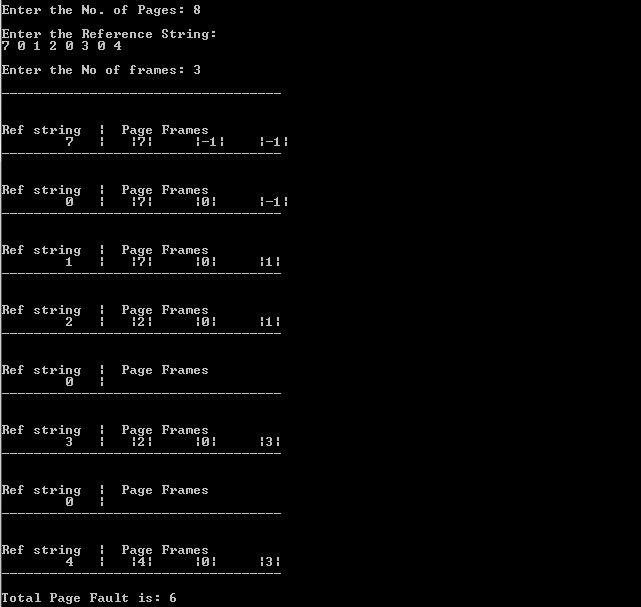 Enter the No. of Pages: 8
Enter the Reference String:
7 0 1 2 0 3 0 4
Enter the No of frames: 3
-----------------------------------
Ref string  ¦  Page Frames
        7   ¦   ¦7¦     ¦-1¦    ¦-1¦
-----------------------------------
Ref string  ¦  Page Frames
        0   ¦   ¦7¦     ¦0¦     ¦-1¦
-----------------------------------
Ref string  ¦  Page Frames
        1   ¦   ¦7¦     ¦0¦     ¦1¦
-----------------------------------
Ref string  ¦  Page Frames
        2   ¦   ¦2¦     ¦0¦     ¦1¦
-----------------------------------
Ref string  ¦  Page Frames
        0   ¦
-----------------------------------
Ref string  ¦  Page Frames
        3   ¦   ¦2¦     ¦0¦     ¦3¦
-----------------------------------
Ref string  ¦  Page Frames
        0   ¦
-----------------------------------
Ref string  ¦  Page Frames
        4   ¦   ¦4¦     ¦0¦     ¦3¦
-----------------------------------
Total Page Fault is: 6